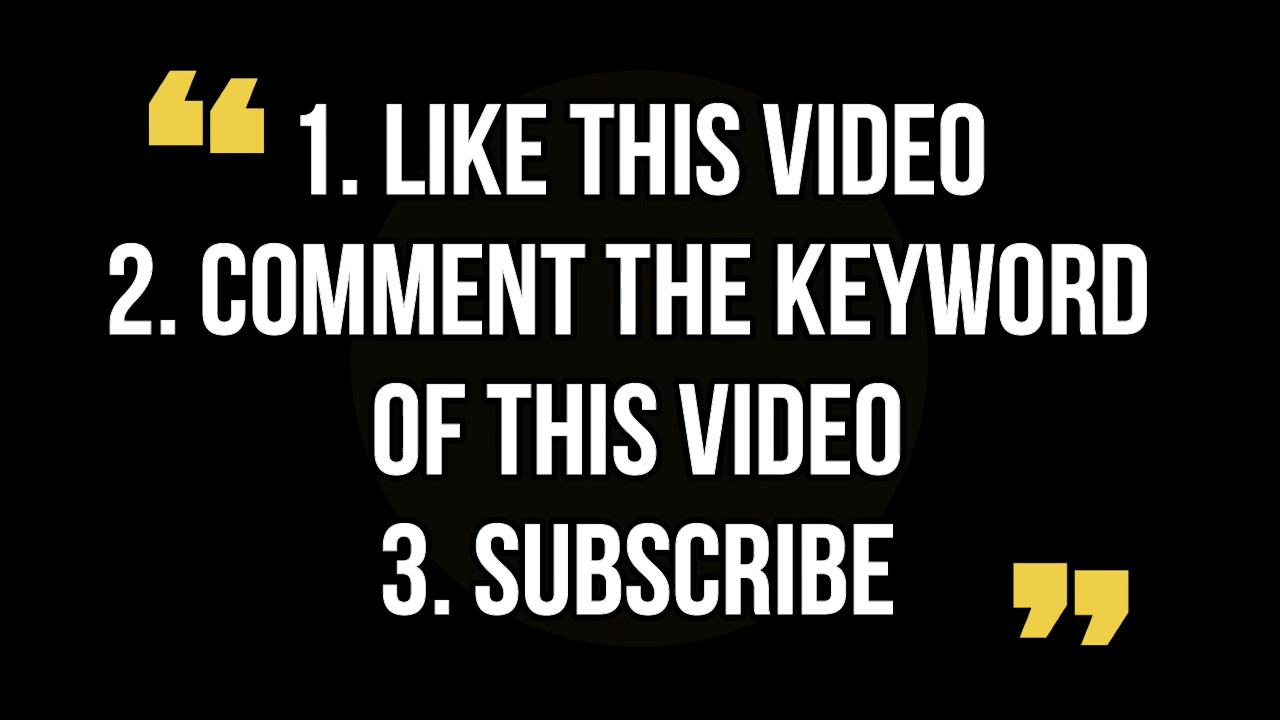 “ 1. LIKE THIS VIDEO
2. COMMENT THE KEYWORD
OF THIS VIDEO
3. SUBSCRIBE ”